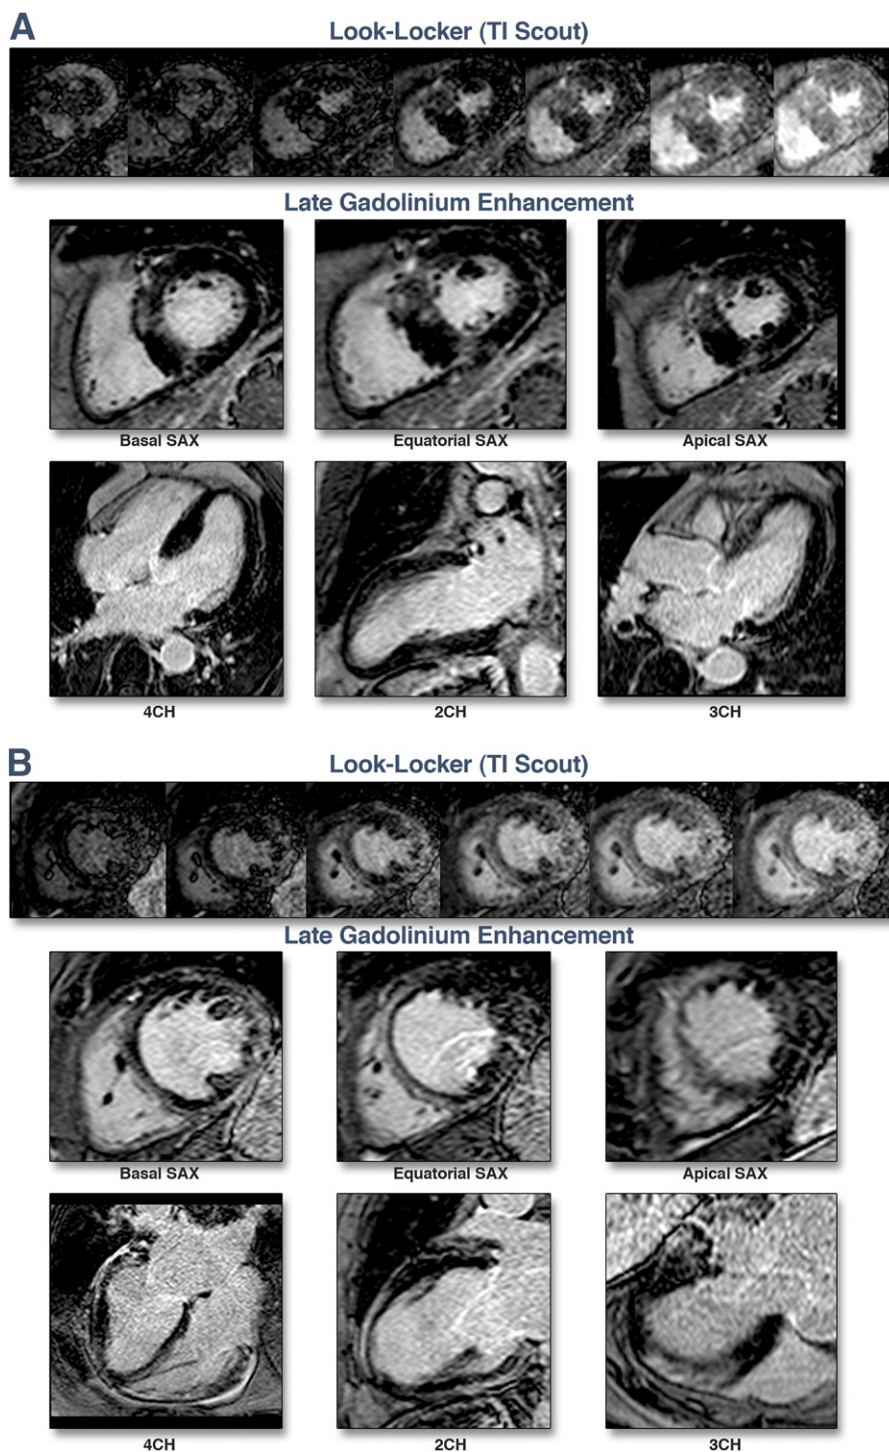 A
Look-Locker (TI Scout)
Late Gadolinium Enhancement
Basal SAX
Equatorial SAX
Apical SAX
4CH
2CH
3CH
B
Look-Locker (TI Scout)
Late Gadolinium Enhancement
Basal SAX
Equatorial SAX
Apical SAX
4CH
2CH
3CH